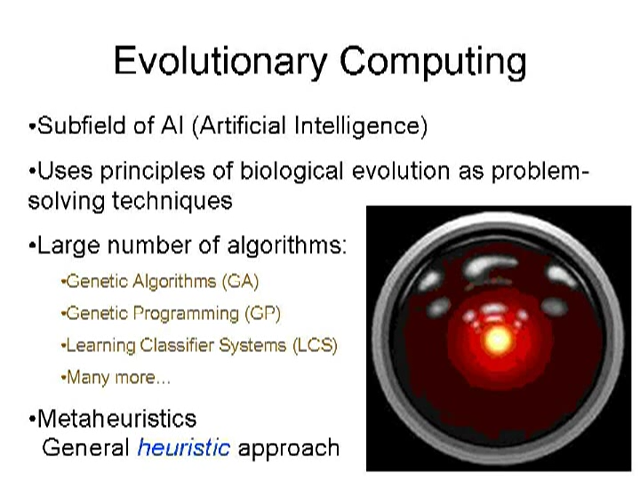 Evolutionary Computing
•Subfield of AI (Artificial Intelligence)
•Uses principles of biological evolution as problem-
solving techniques
•Large number of algorithms:
•Genetic Algorithms (GA)
•Genetic Programming (GP)
•Learning Classifier Systems (LCS)
•Many more...
•Metaheuristics
General heuristic approach